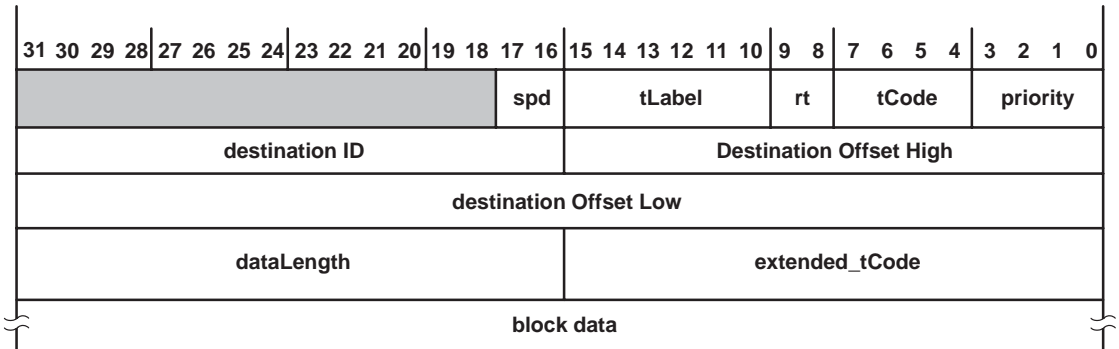 31 30 29 28 27 26 25 24 23 22 21 20 19 18 17 16 15 14 13 12 11 10 9 8 7 6 5 4 3 2 1 0
spd tLabel rt tCode priority
destination ID Destination Offset High
destination Offset Low
dataLength extended_tCode
block data